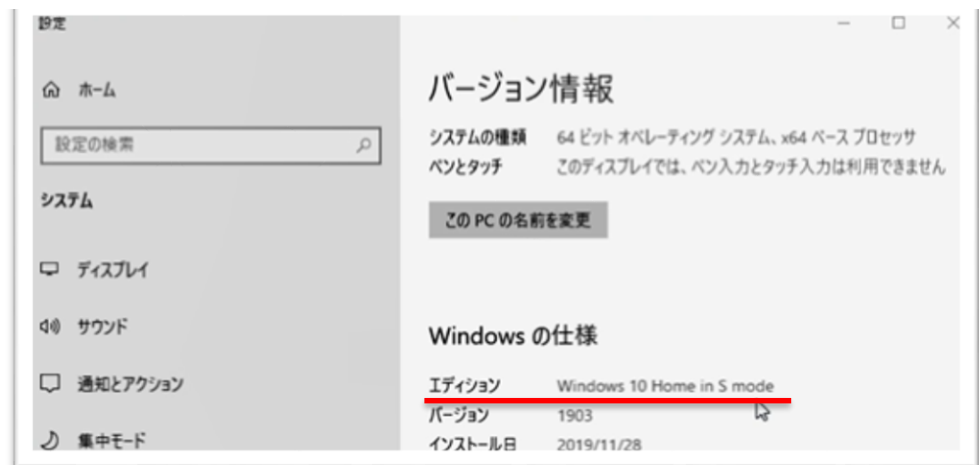 設定
ホーム
設定の検索
システム
ディスプレイ
サウンド
通知とアクション
集中モード
バージョン情報
システムの種類 64 ビット オペレーティング システム、x64 ベース プロセッサ
ペンとタッチ このディスプレイでは、ペン入力とタッチ入力は利用できません
この PC の名前を変更
Windows の仕様
エディション Windows 10 Home in S mode
バージョン 1903
インストール日 2019/11/28